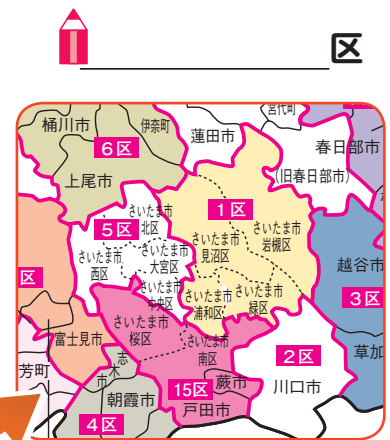 区
宮代町
桶川市
伊奈町
蓮田市
春日部市
6区
(旧春日部市)
上尾市
さいたま市
北区
1区
5区
さいたま市
見沼区
さいたま市
岩槻区
さいたま市
西区
さいたま市
大宮区
越谷市
区
さいたま市
中央区
さいたま市
浦和区
さいたま市
緑区
3区
さいたま市
桜区
富士見市
さいたま市
南区
草加
2区
芳町
志
木
市
15区
蕨市
川口市
朝霞市
戸田市
4区